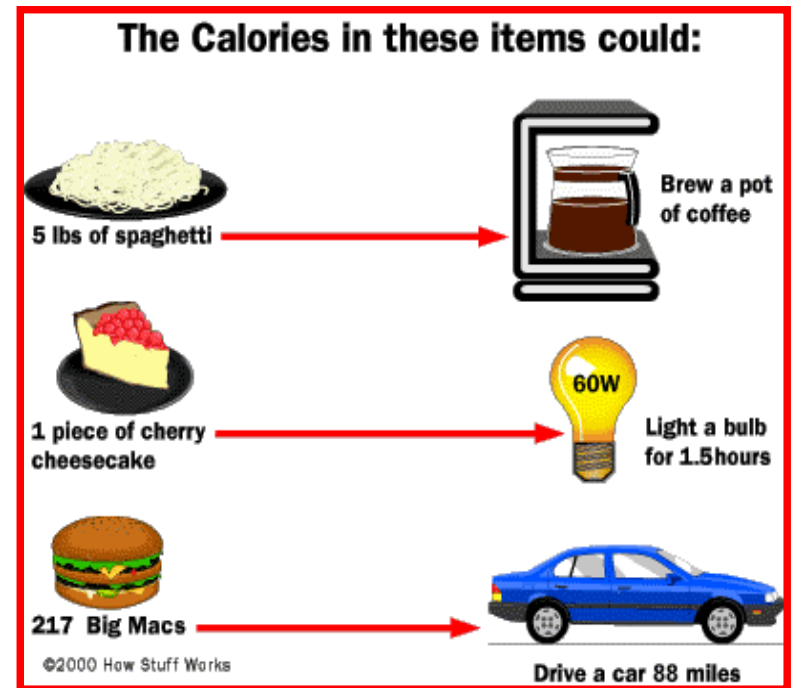 The Calories in these items could:
5 lbs of spaghetti
Brew a pot
of coffee
1 piece of cherry
cheesecake
60W
Light a bulb
for 1.5hours
217 Big Macs
Drive a car 88 miles
©2000 How Stuff Works